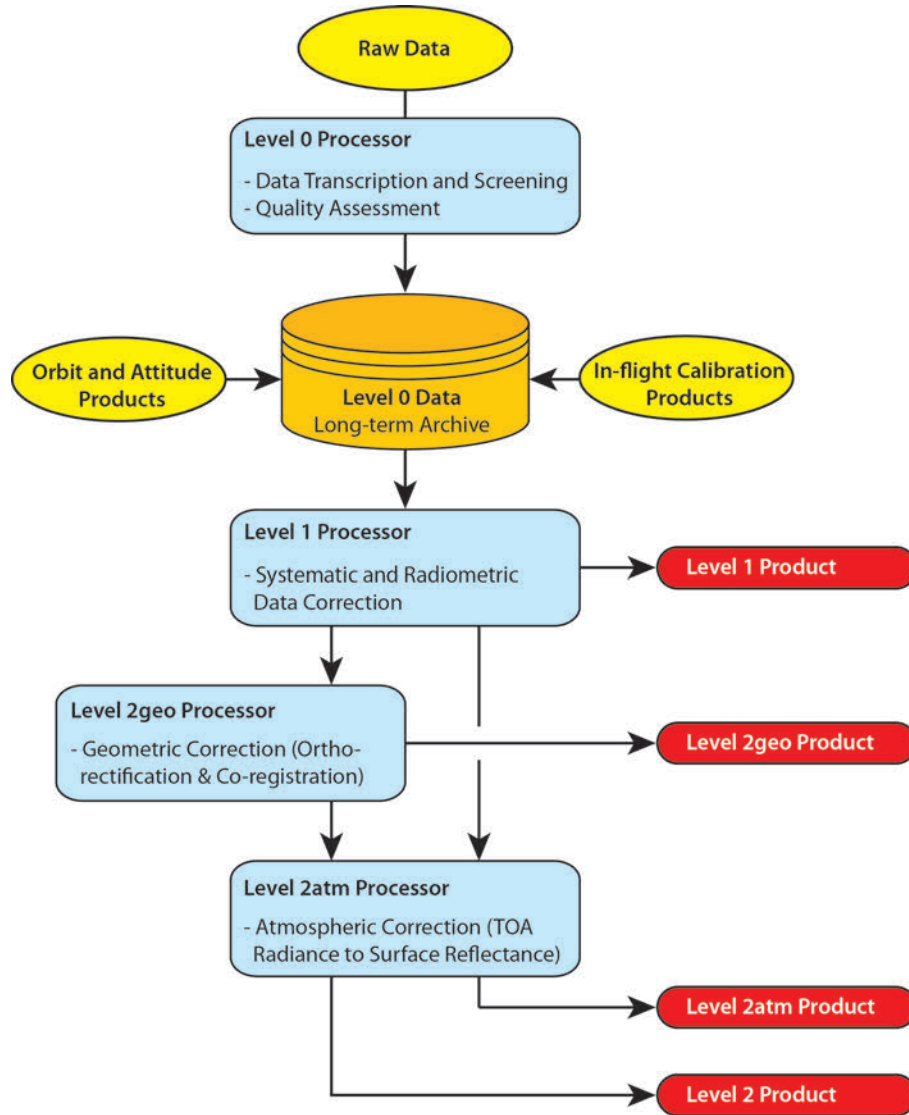 Raw Data
Level 0 Processor
- Data Transcription and Screening
- Quality Assessment
Orbit and Attitude
Products
Level 0 Data
Long-term Archive
In-flight Calibration
Products
Level 1 Processor
- Systematic and Radiometric
Data Correction
Level 1 Product
Level 2geo Processor
- Geometric Correction (Ortho-
rectification & Co-registration)
Level 2geo Product
Level 2atm Processor
- Atmospheric Correction (TOA
Radiance to Surface Reflectance)
Level 2atm Product
Level 2 Product